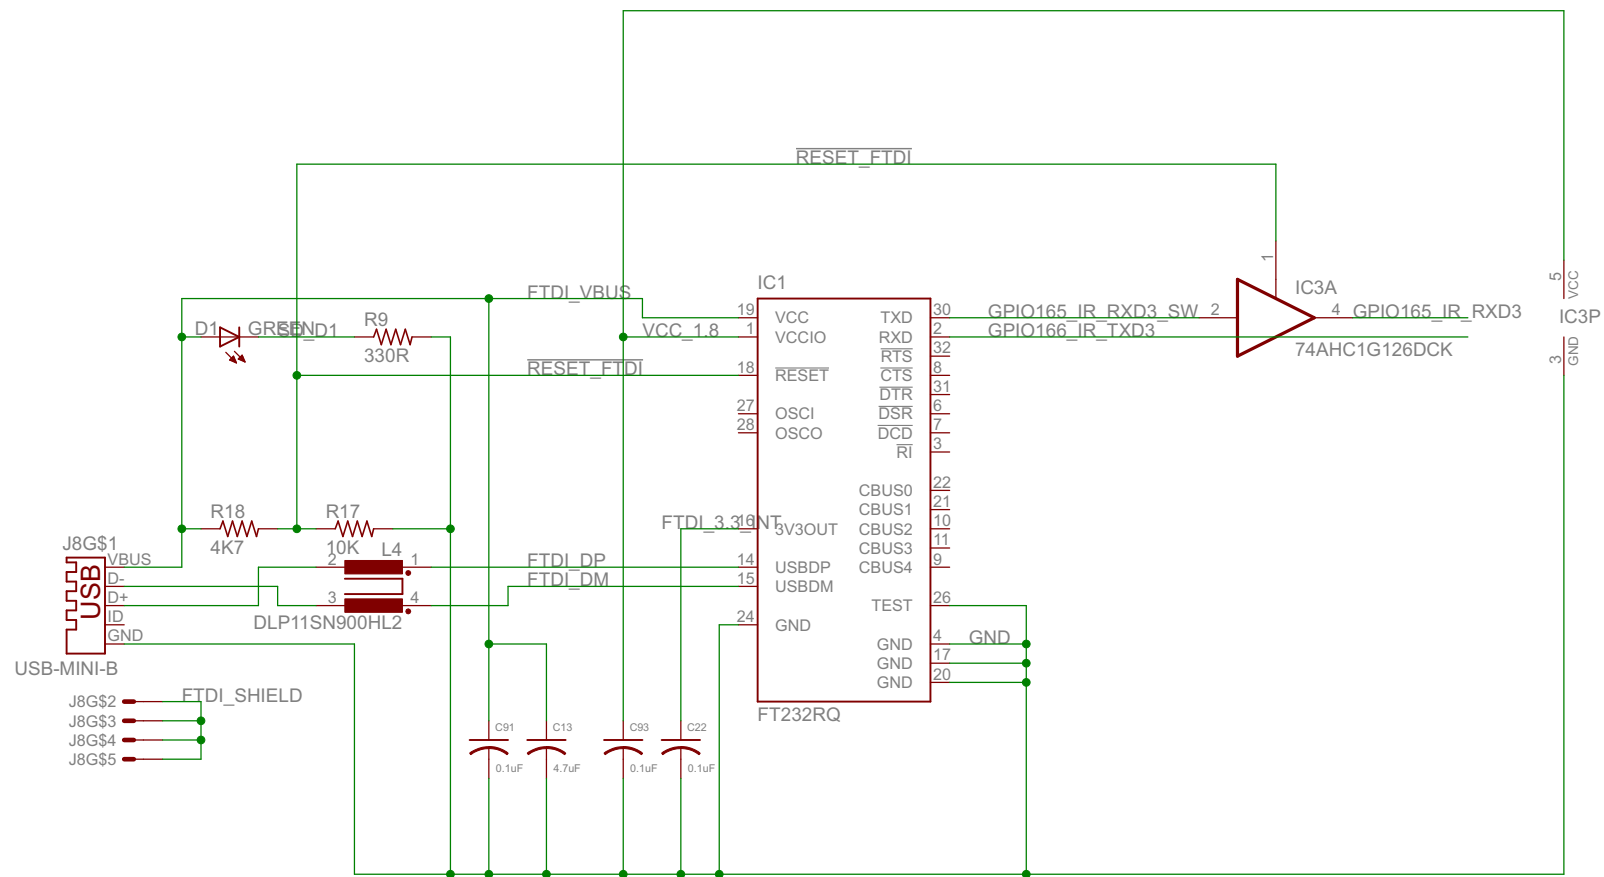 RESET_FTDI
IC1
1
IC3A
5
VCC
IC3P
3
GND
FTDI_VBUS
D1
GREEN
SD_D1
R9
330R
VCC_1.8
RESET_FTDI
19
VCC
1
VCCIO
18
RESET
27
OSCI
28
OSCO
FTDI_3.3_INT
16
3V3OUT
14
USBDP
15
USBDM
24
GND
TXD
30
RXD
2
RTS
32
CTS
8
DTR
31
DSR
6
DCD
7
RI
3
CBUS0
22
CBUS1
21
CBUS2
10
CBUS3
11
CBUS4
9
TEST
26
GND
4
GND
GND
17
GND
20
FT232RQ
GPIO165_IR_RXD3_SW
2
4
GPIO165_IR_RXD3
GPIO166_IR_TXD3
74AHC1G126DCK
R18
4K7
R17
10K
L4
2
1
3
4
DLP11SN900HL2
FTDI_DP
FTDI_DM
J8G$1
VBUS
D-
D+
ID
GND
USB
USB-MINI-B
J8G$2
FTDI_SHIELD
J8G$3
J8G$4
J8G$5
C91
0.1uF
C13
4.7uF
C93
0.1uF
C22
0.1uF